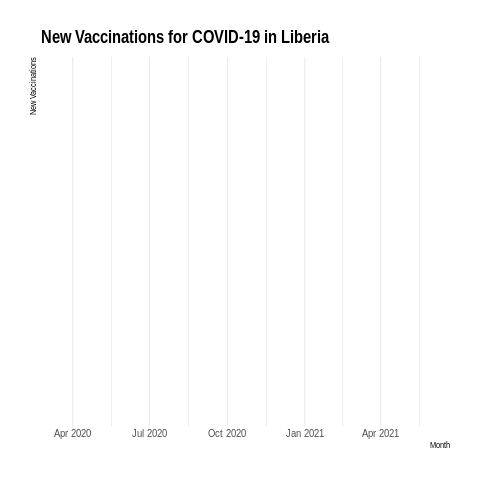 New Vaccinations for COVID-19 in Liberia
New Vaccinations
Apr 2020 Jul 2020 Oct 2020 Jan 2021 Apr 2021
Month